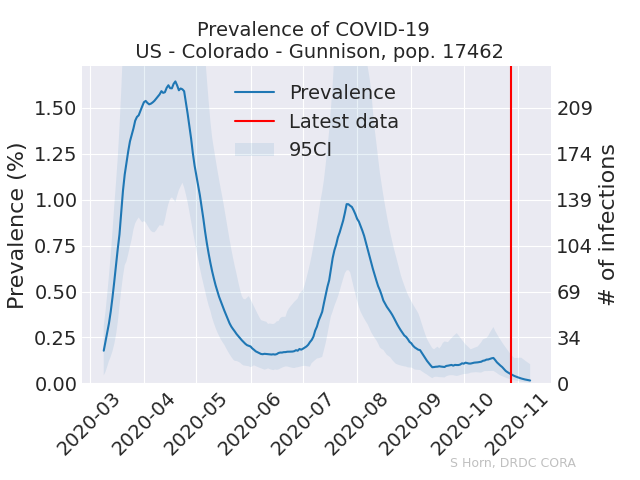 Prevalence of COVID-19
US - Colorado - Gunnison, pop. 17462
Prevalence
Latest data
95CI
Prevalence (%)
1.50
1.25
1.00
0.75
0.50
0.25
0.00
209
174
139
104
69
34
0
# of infections
2020-03
2020-04
2020-05
2020-06
2020-07
2020-08
2020-09
2020-10
2020-11
S Horn, DRDC CORA